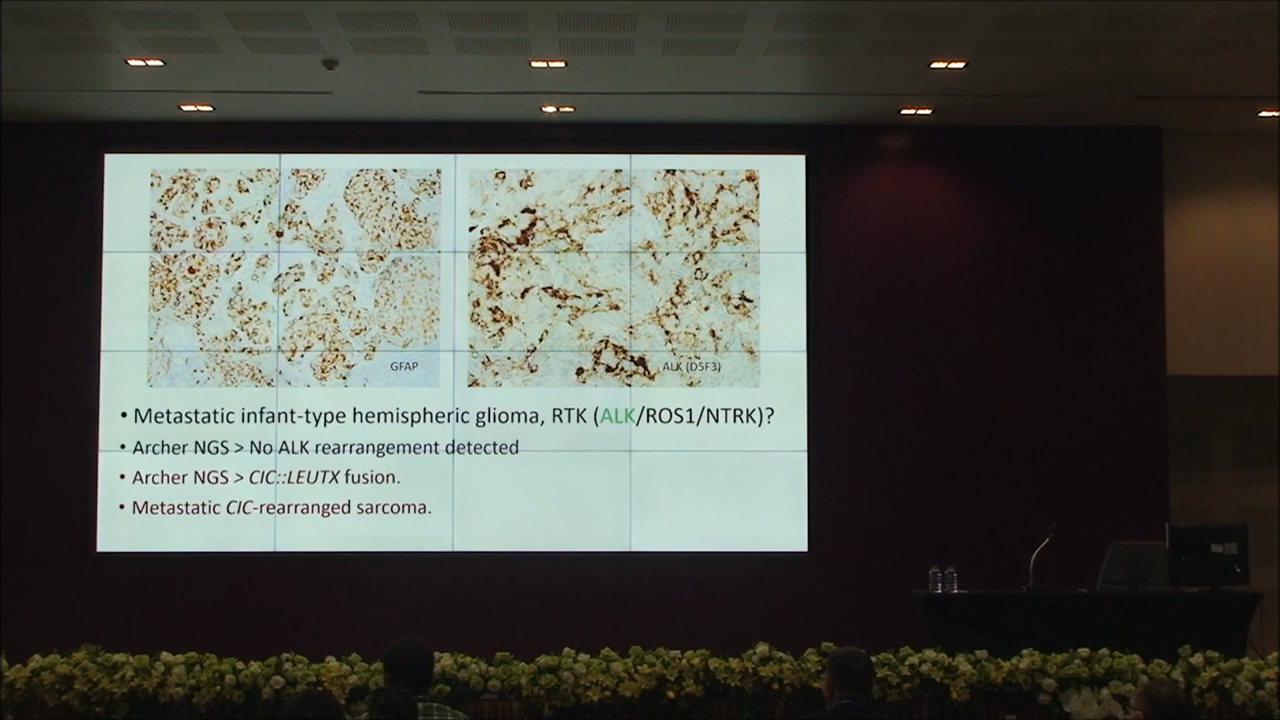 GFAP
ALK (D5F3)
• Metastatic infant-type hemispheric glioma, RTK (ALK/ROS1/NTRK)?
• Archer NGS > No ALK rearrangement detected
• Archer NGS > CIC::LEUTX fusion.
• Metastatic CIC-rearranged sarcoma.